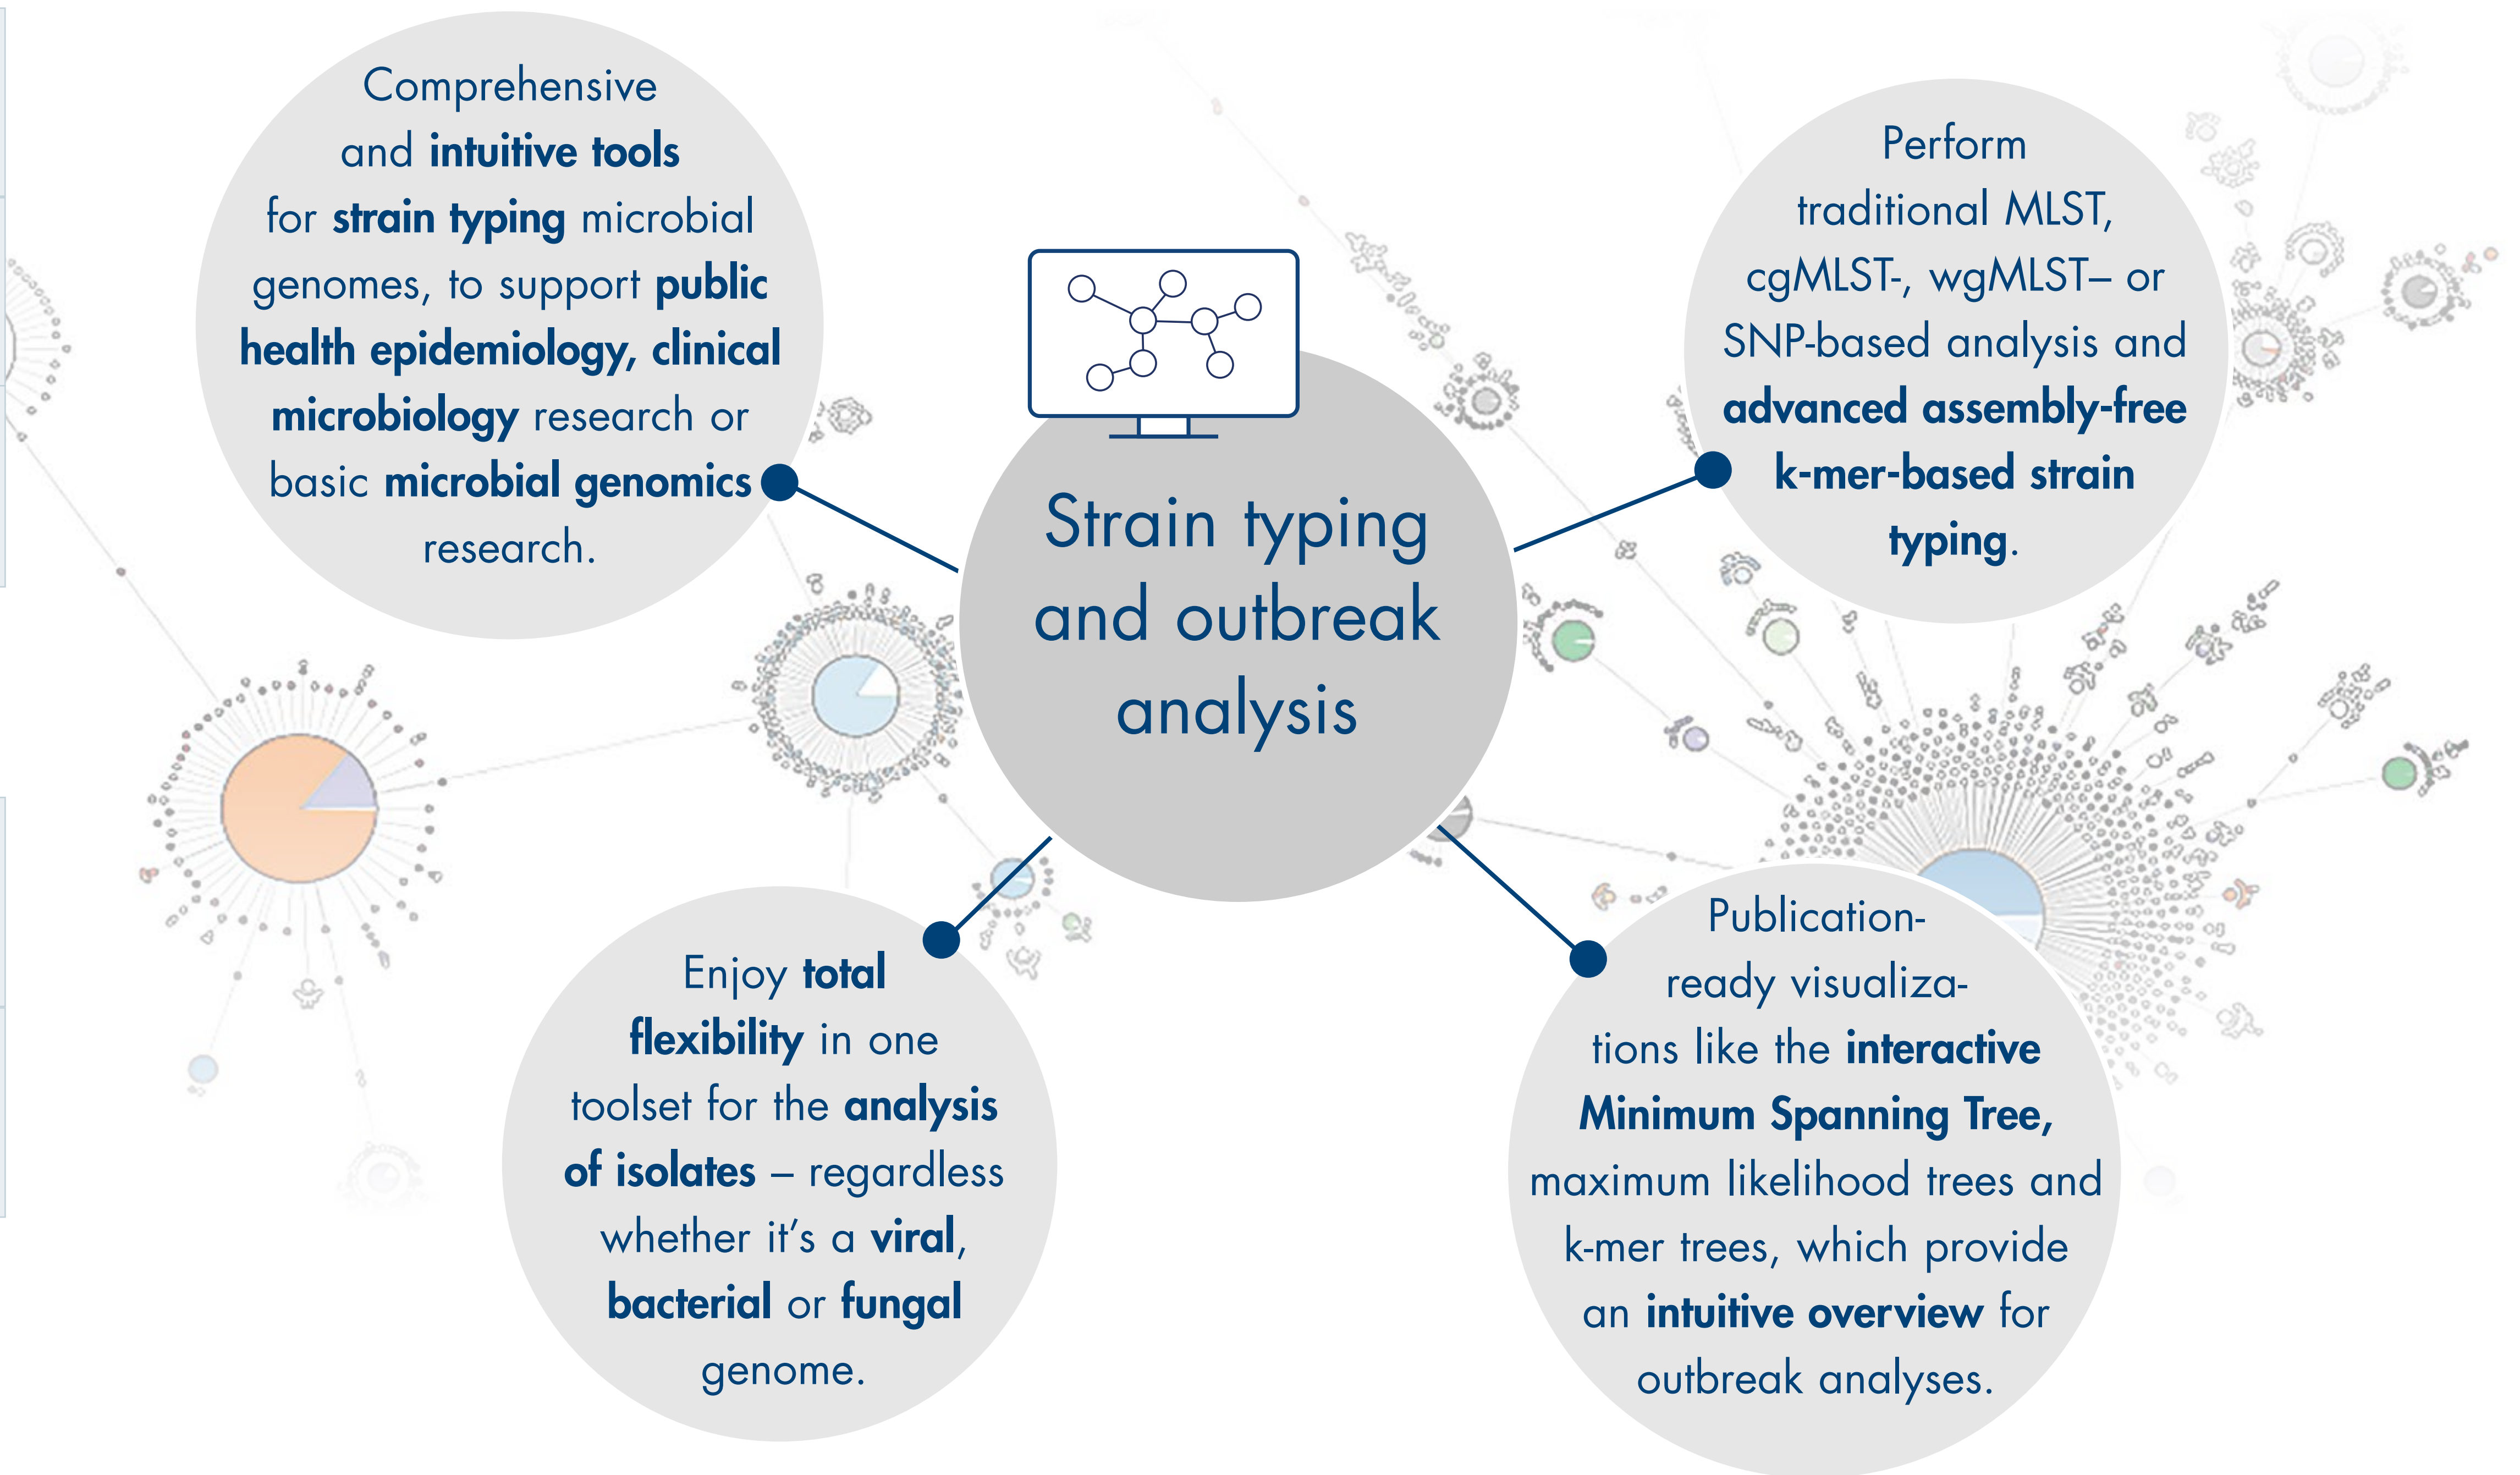 Comprehensive
and intuitive tools
for strain typing microbial
genomes, to support public
health epidemiology, clinical
microbiology research or
basic microbial genomics
research.
Strain typing
and outbreak
analysis
Perform
traditional MLST,
cgMLST-, wgMLST– or
SNP-based analysis and
advanced assembly-free
k-mer-based strain
typing.
Enjoy total
flexibility in one
toolset for the analysis
of isolates – regardless
whether it’s a viral,
bacterial or fungal
genome.
Publication-
ready visualiza-
tions like the interactive
Minimum Spanning Tree,
maximum likelihood trees and
k-mer trees, which provide
an intuitive overview for
outbreak analyses.